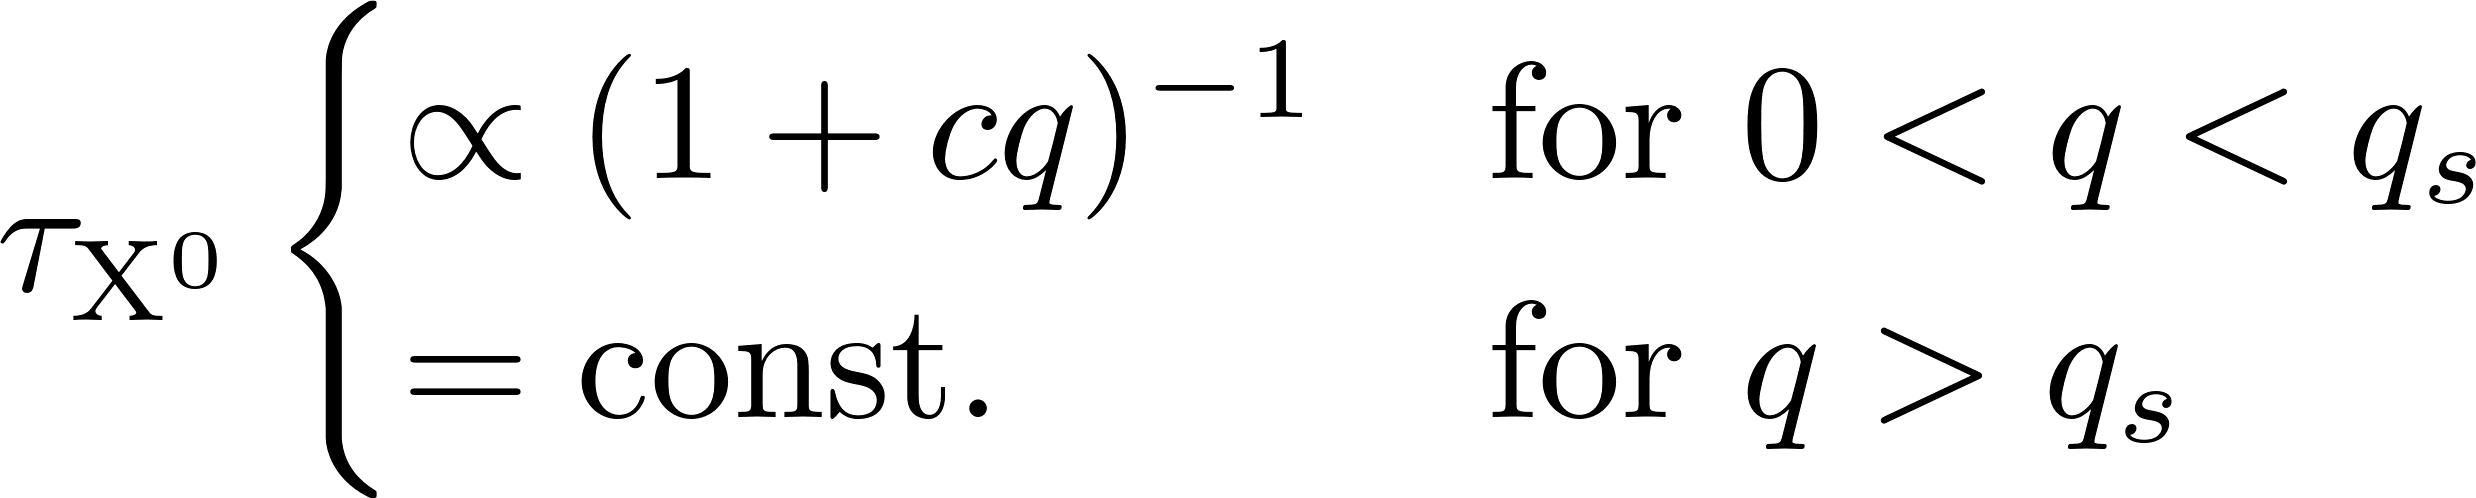 τ_{X^0} { ∝ (1 + cq)^{−1} for 0 < q < q_s
= const. for q > q_s